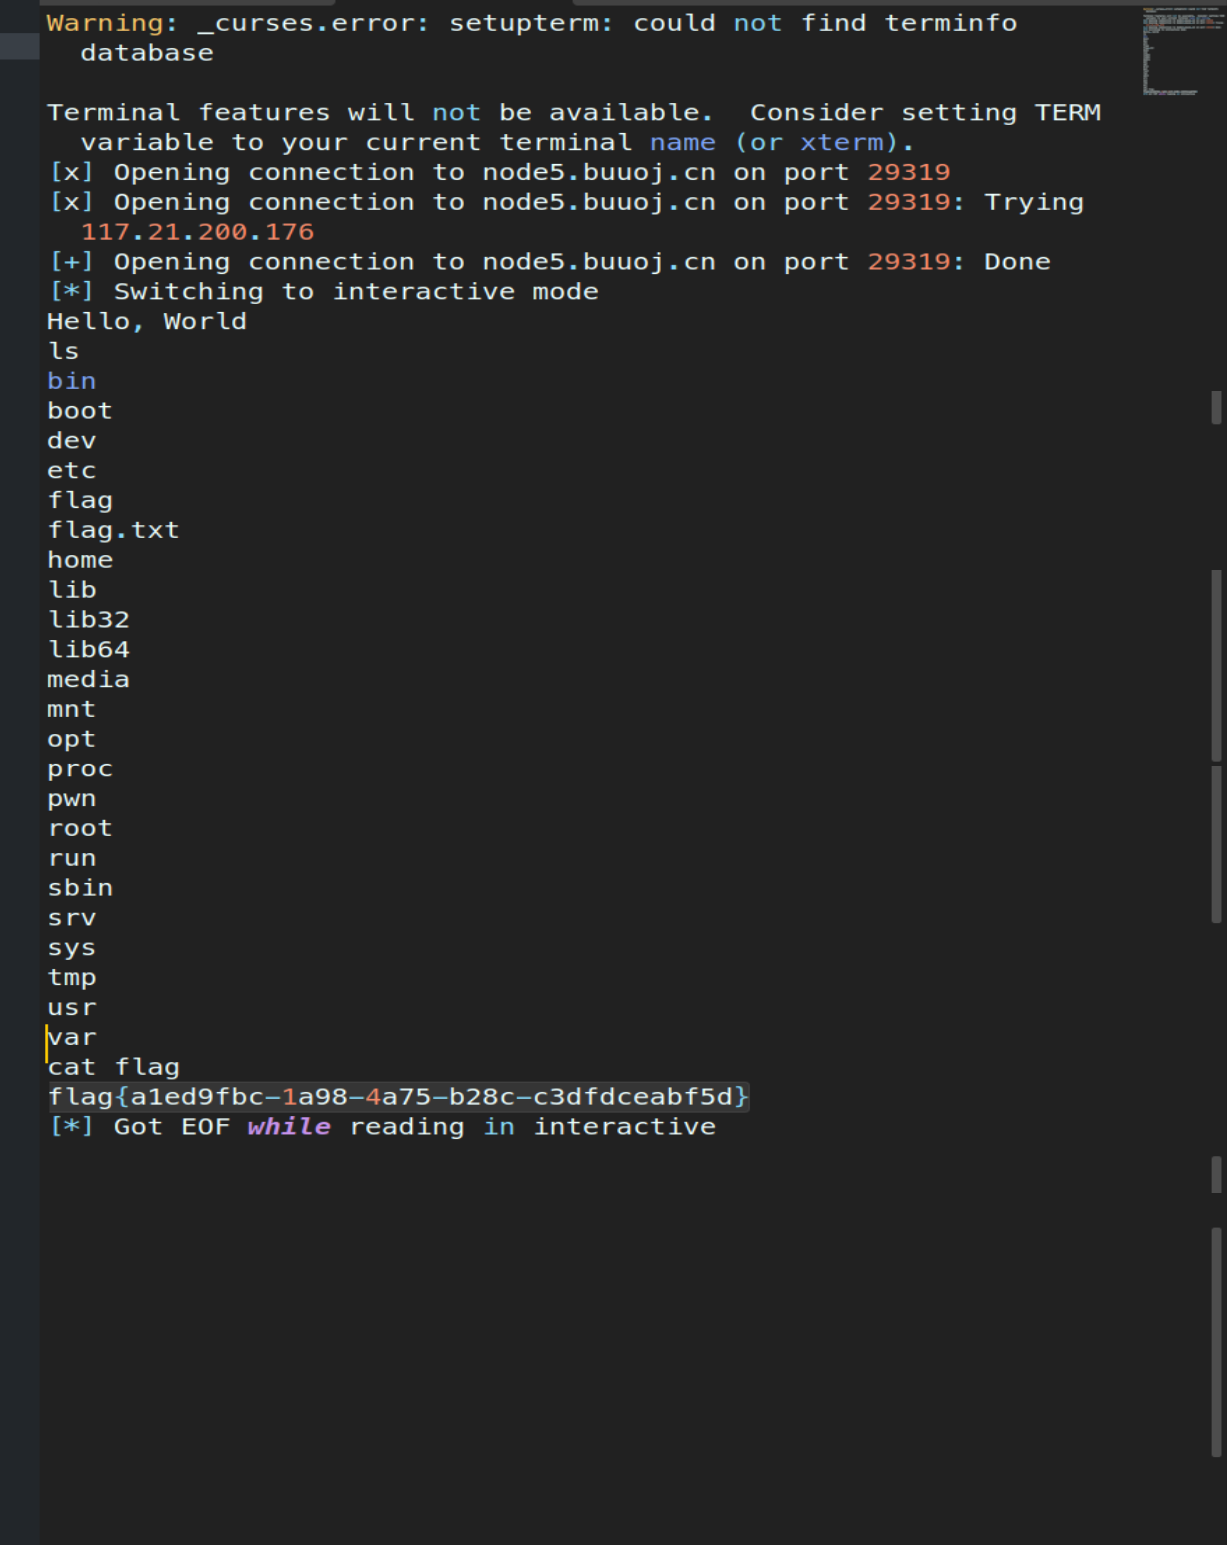 Warning: _curses.error: setupterm: could not find terminfo
database
Terminal features will not be available.  Consider setting TERM
variable to your current terminal name (or xterm).
[x] Opening connection to node5.buuoj.cn on port 29319
[x] Opening connection to node5.buuoj.cn on port 29319: Trying
117.21.200.176
[+] Opening connection to node5.buuoj.cn on port 29319: Done
[*] Switching to interactive mode
Hello, World
ls
bin
boot
dev
etc
flag
flag.txt
home
lib
lib32
lib64
media
mnt
opt
proc
pwn
root
run
sbin
srv
sys
tmp
usr
var
cat flag
flag{a1ed9fbc-1a98-4a75-b28c-c3dfdceabf5d}
[*] Got EOF while reading in interactive